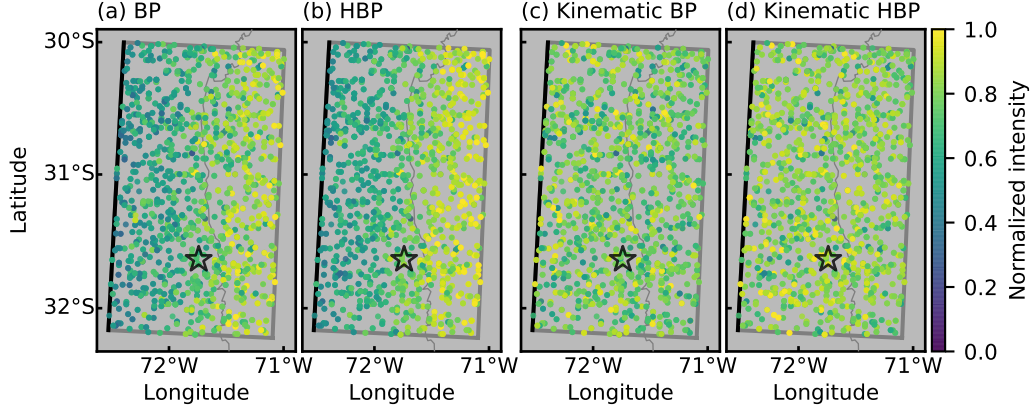 (a) BP
(b) HBP
(c) Kinematic BP
(d) Kinematic HBP
30°S
31°S
32°S
Latitude
72°W
71°W
72°W
71°W
72°W
71°W
72°W
71°W
Longitude
Longitude
Longitude
Longitude
1.0
0.8
0.6
0.4
0.2
0.0
Normalized intensity